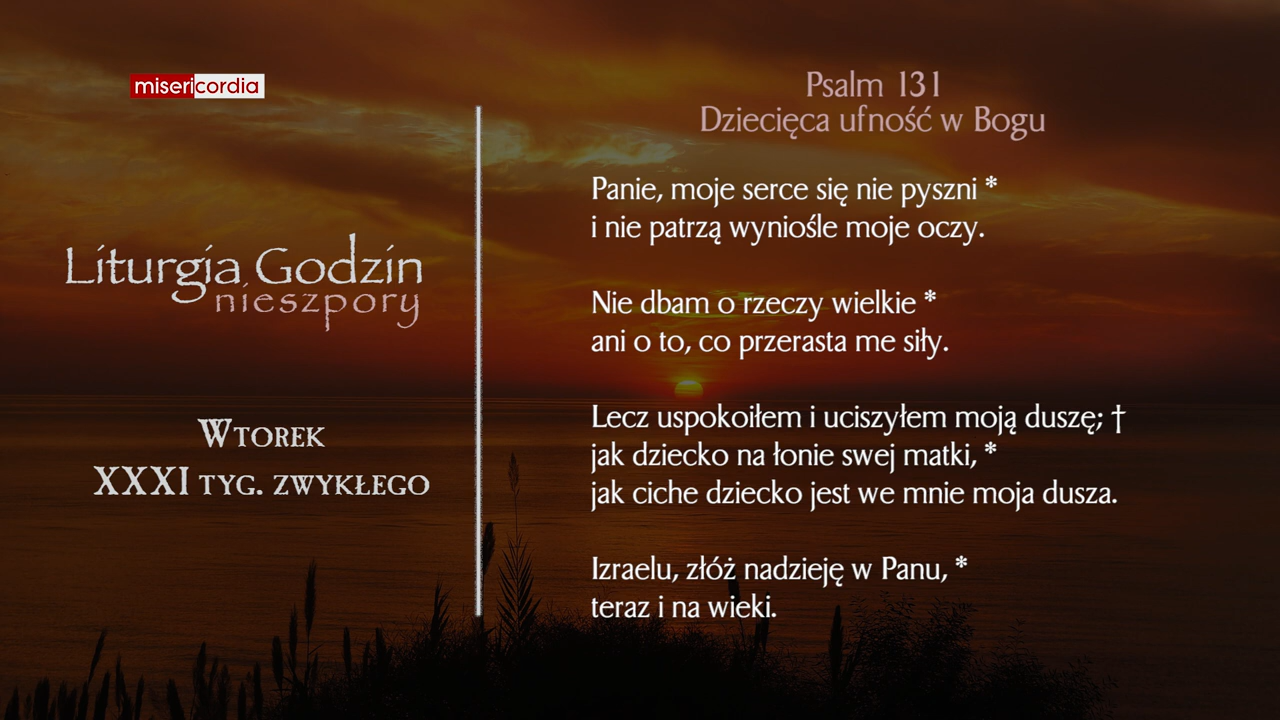 misericordia
Liturgia Godzin
nieszpory
Wtorek
XXXI tyg. zwykłego
Psalm 131
Dziecięca ufność w Bogu
Panie, moje serce się nie pyszni *
i nie patrzą wyniośle moje oczy.
Nie dbam o rzeczy wielkie *
ani o to, co przerasta me siły.
Lecz uspokoiłem i uciszyłem moją duszę; †
jak dziecko na łonie swej matki, *
jak ciche dziecko jest we mnie moja dusza.
Izraelu, złóż nadzieję w Panu, *
teraz i na wieki.